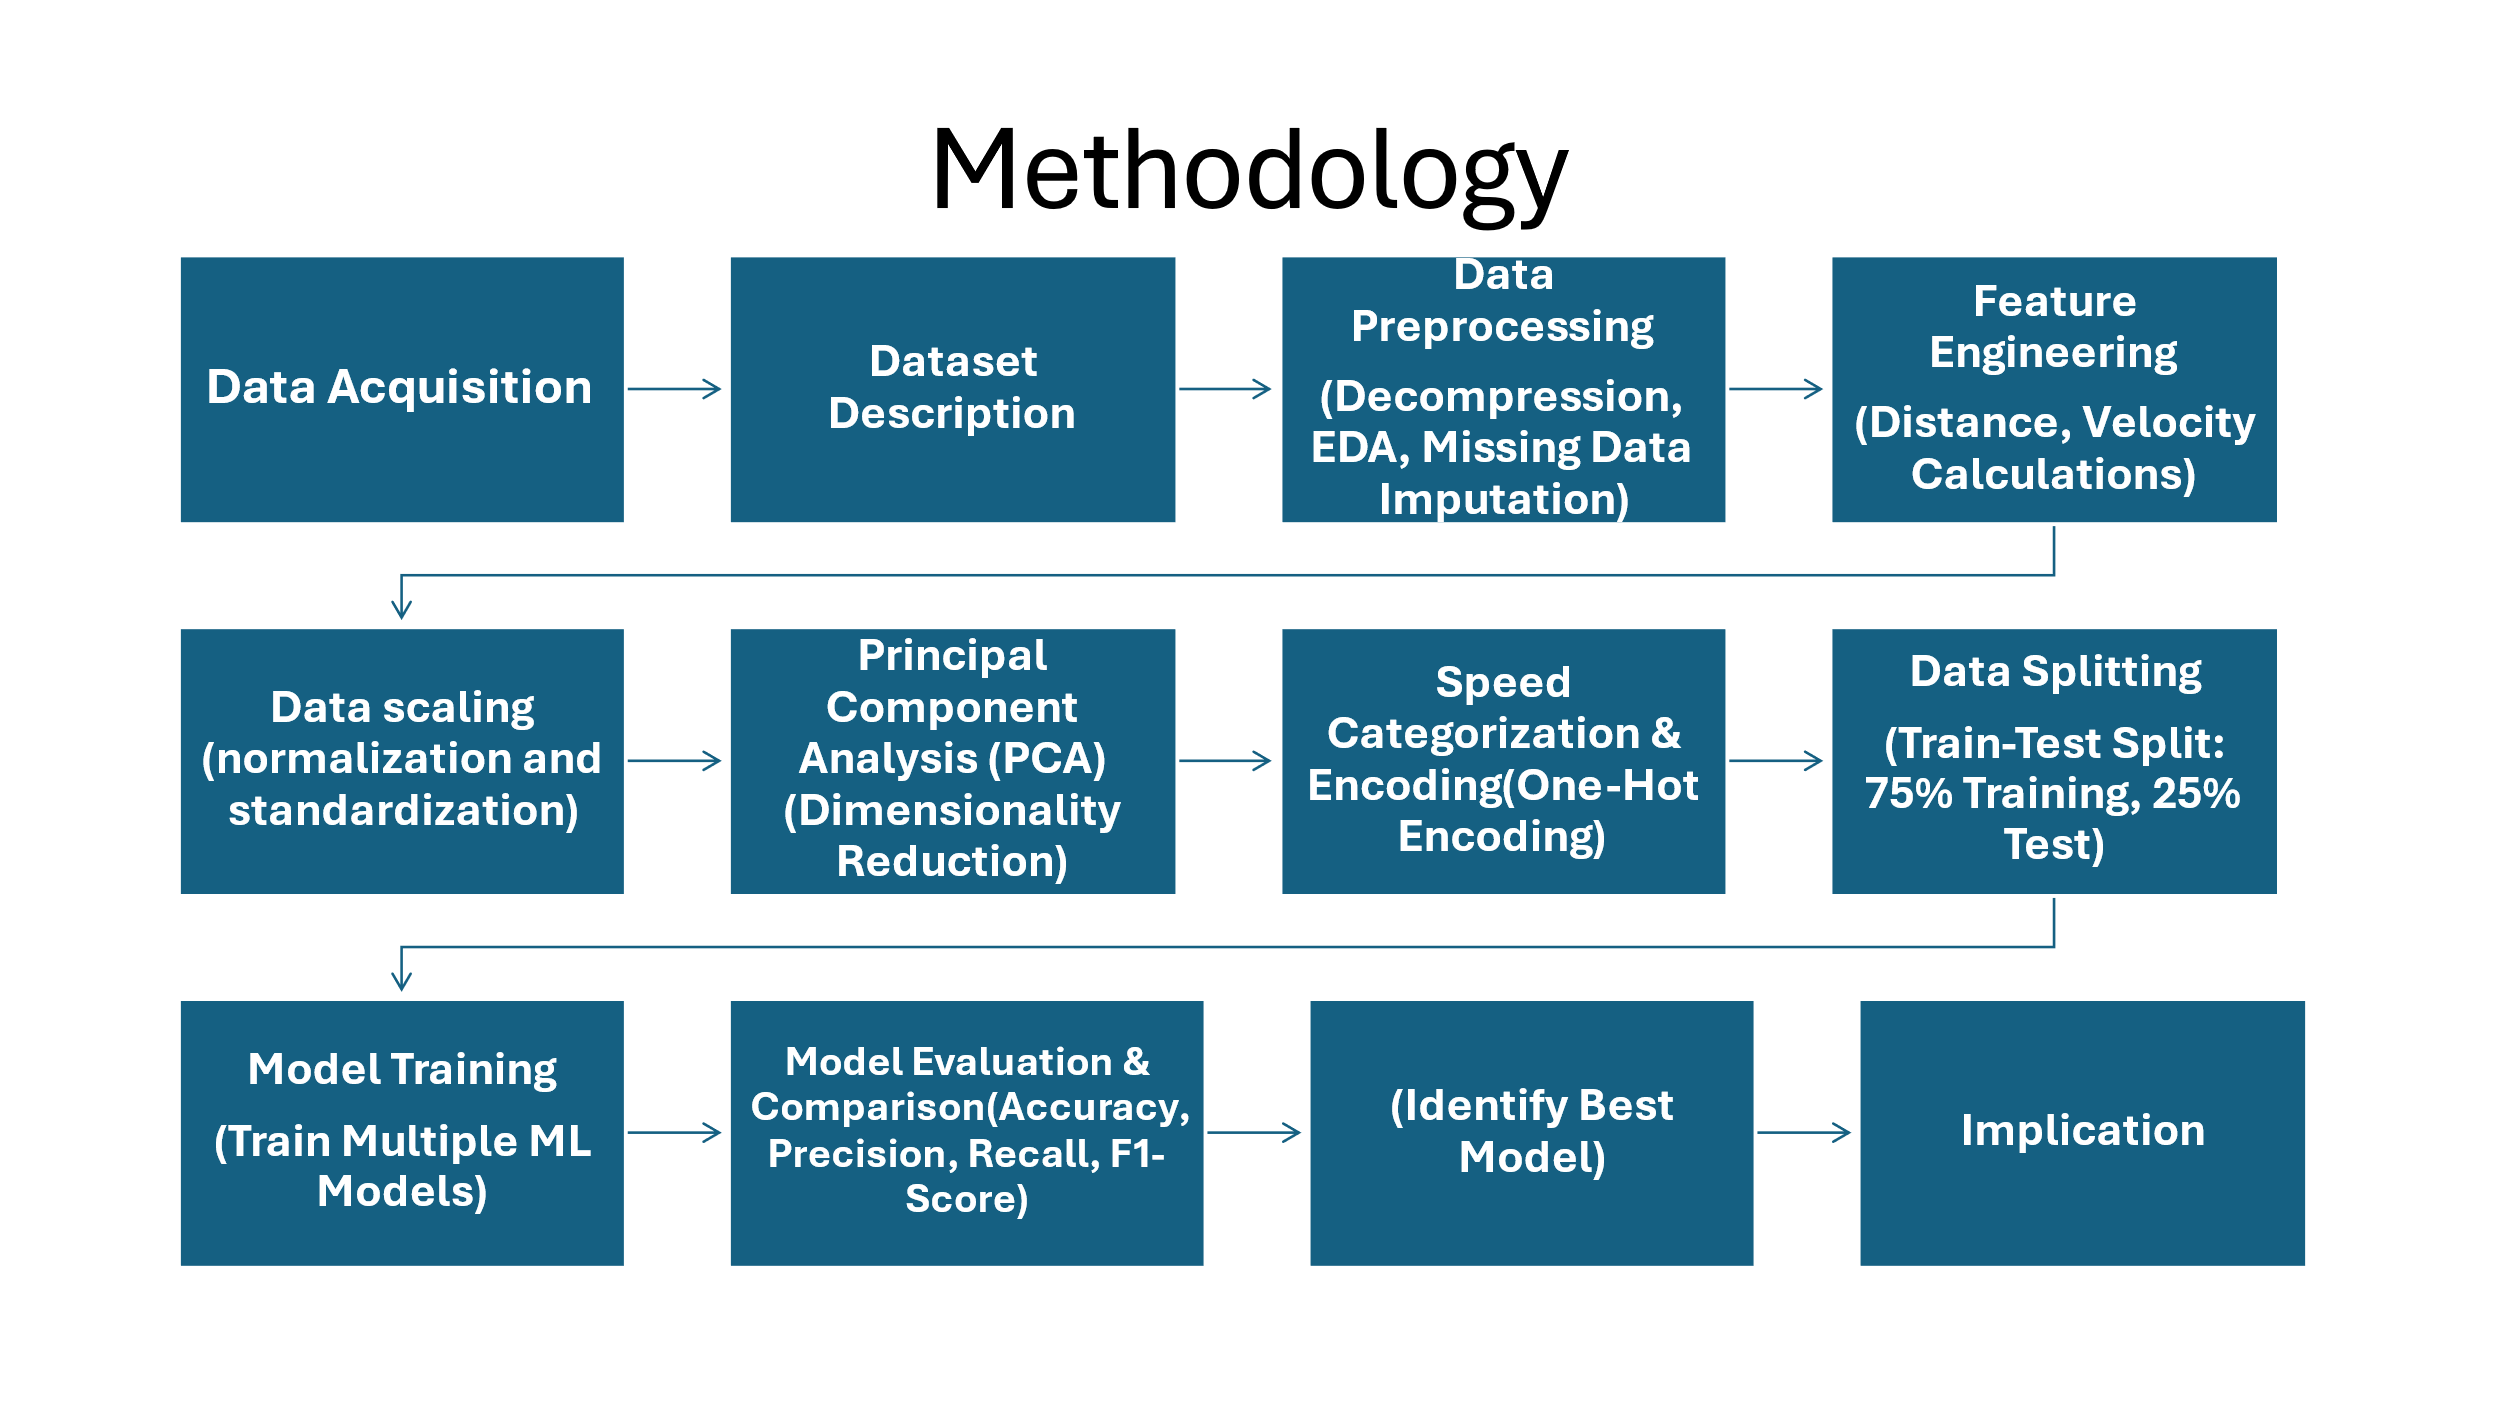 Methodology
Data Acquisition
Dataset
Description
Data
Preprocessing
(Decompression,
EDA, Missing Data
Imputation)
Feature
Engineering
(Distance, Velocity
Calculations)
Data scaling
(normalization and
standardization)
Principal
Component
Analysis (PCA)
(Dimensionality
Reduction)
Speed
Categorization &
Encoding(One-Hot
Encoding)
Data Splitting
(Train-Test Split:
75% Training, 25%
Test)
Model Training
(Train Multiple ML
Models)
Model Evaluation &
Comparison(Accuracy,
Precision, Recall, F1-
Score)
(Identify Best
Model)
Implication